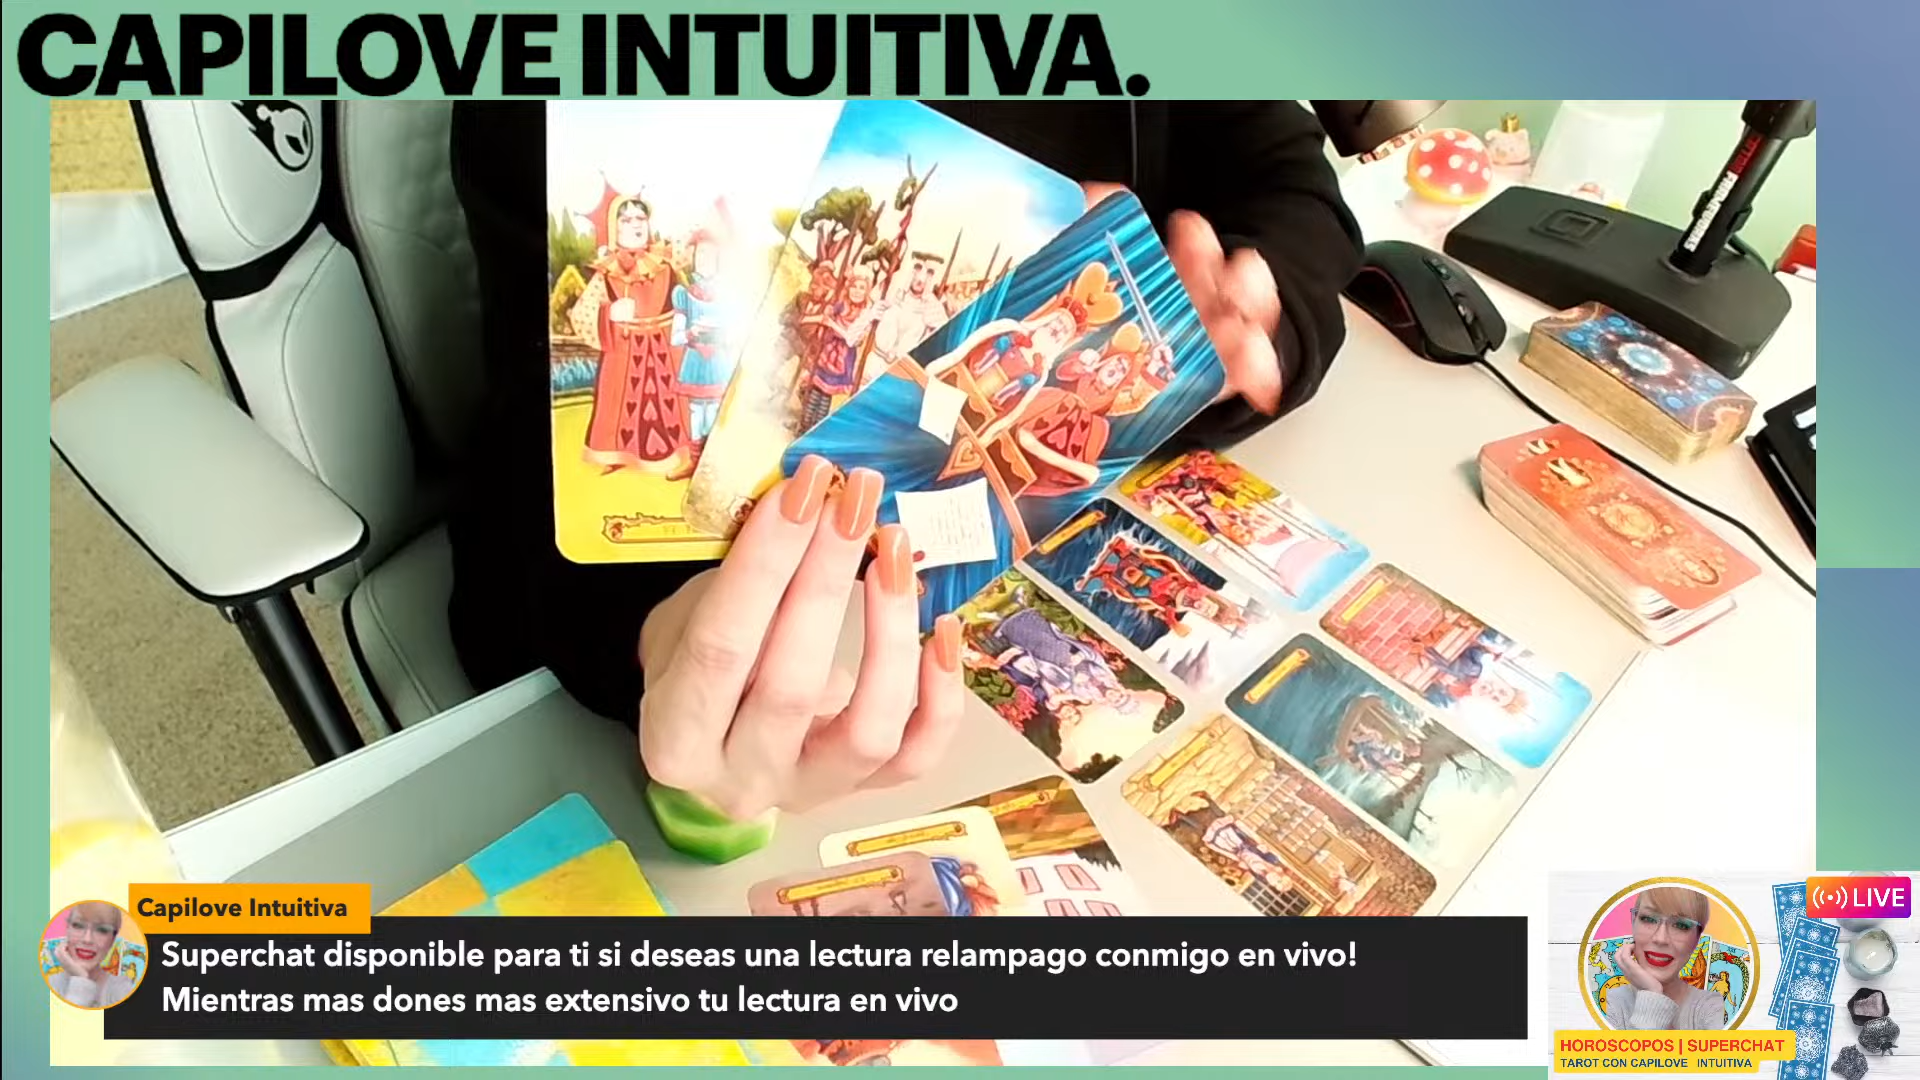 CAPILOVE INTUITIVA.
Capilove Intuitiva
Superchat disponible para ti si deseas una lectura relampago conmigo en vivo!
Mientras mas dones mas extensivo tu lectura en vivo
LIVE
HOROSCOPOS | SUPERCHAT
TAROT CON CAPILOVE INTUITIVA